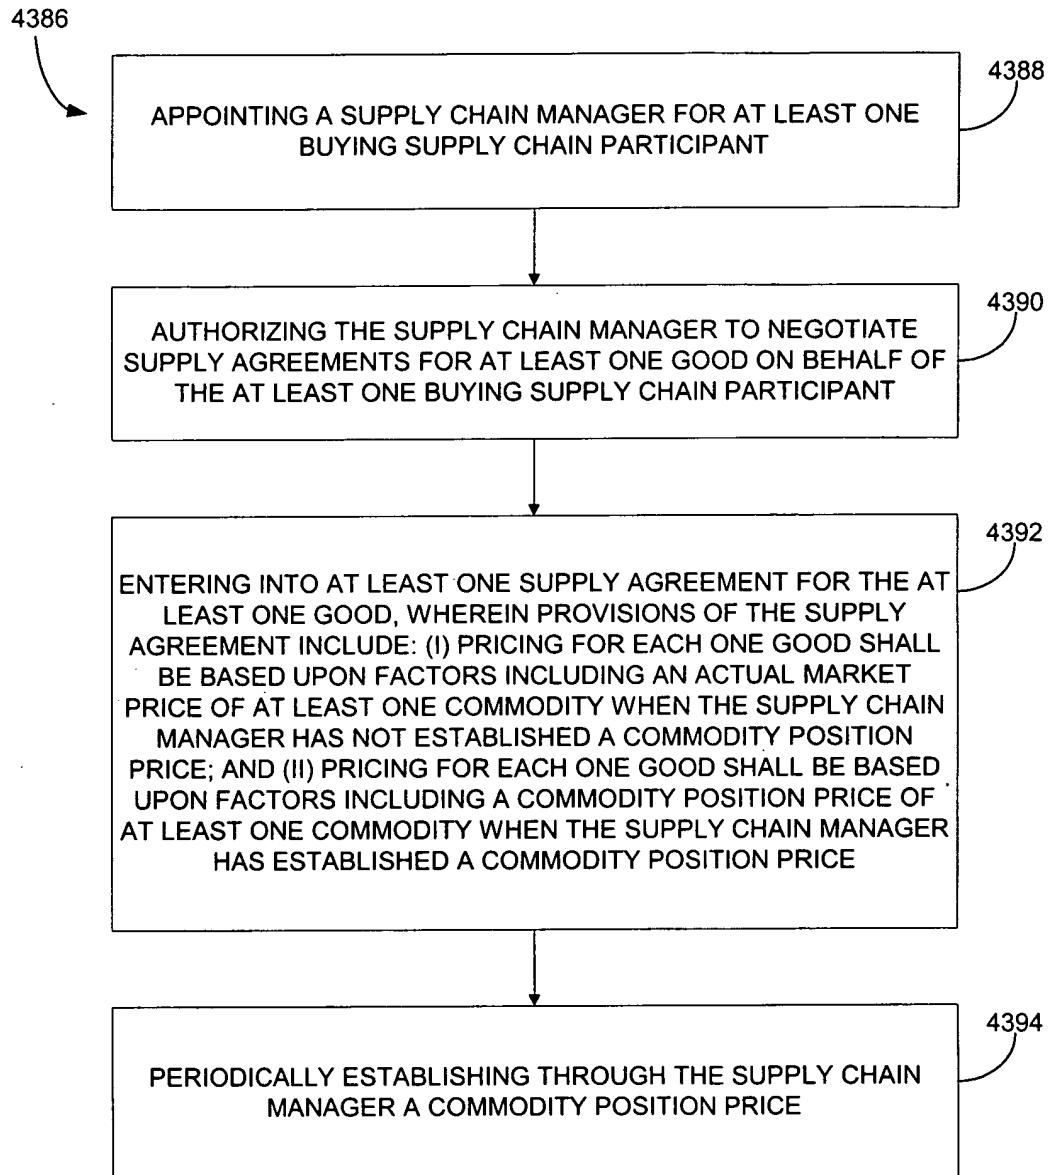 4386
4388
APPOINTING A SUPPLY CHAIN MANAGER FOR AT LEAST ONE
BUYING SUPPLY CHAIN PARTICIPANT
4390
AUTHORIZING THE SUPPLY CHAIN MANAGER TO NEGOTIATE
SUPPLY AGREEMENTS FOR AT LEAST ONE GOOD ON BEHALF OF
THE AT LEAST ONE BUYING SUPPLY CHAIN PARTICIPANT
4392
ENTERING INTO AT LEAST ONE SUPPLY AGREEMENT FOR THE AT
LEAST ONE GOOD, WHEREIN PROVISIONS OF THE SUPPLY
AGREEMENT INCLUDE: (I) PRICING FOR EACH ONE GOOD SHALL
BE BASED UPON FACTORS INCLUDING AN ACTUAL MARKET
PRICE OF AT LEAST ONE COMMODITY WHEN THE SUPPLY CHAIN
MANAGER HAS NOT ESTABLISHED A COMMODITY POSITION
PRICE; AND (II) PRICING FOR EACH ONE GOOD SHALL BE BASED
UPON FACTORS INCLUDING A COMMODITY POSITION PRICE OF
AT LEAST ONE COMMODITY WHEN THE SUPPLY CHAIN MANAGER
HAS ESTABLISHED A COMMODITY POSITION PRICE
4394
PERIODICALLY ESTABLISHING THROUGH THE SUPPLY CHAIN
MANAGER A COMMODITY POSITION PRICE